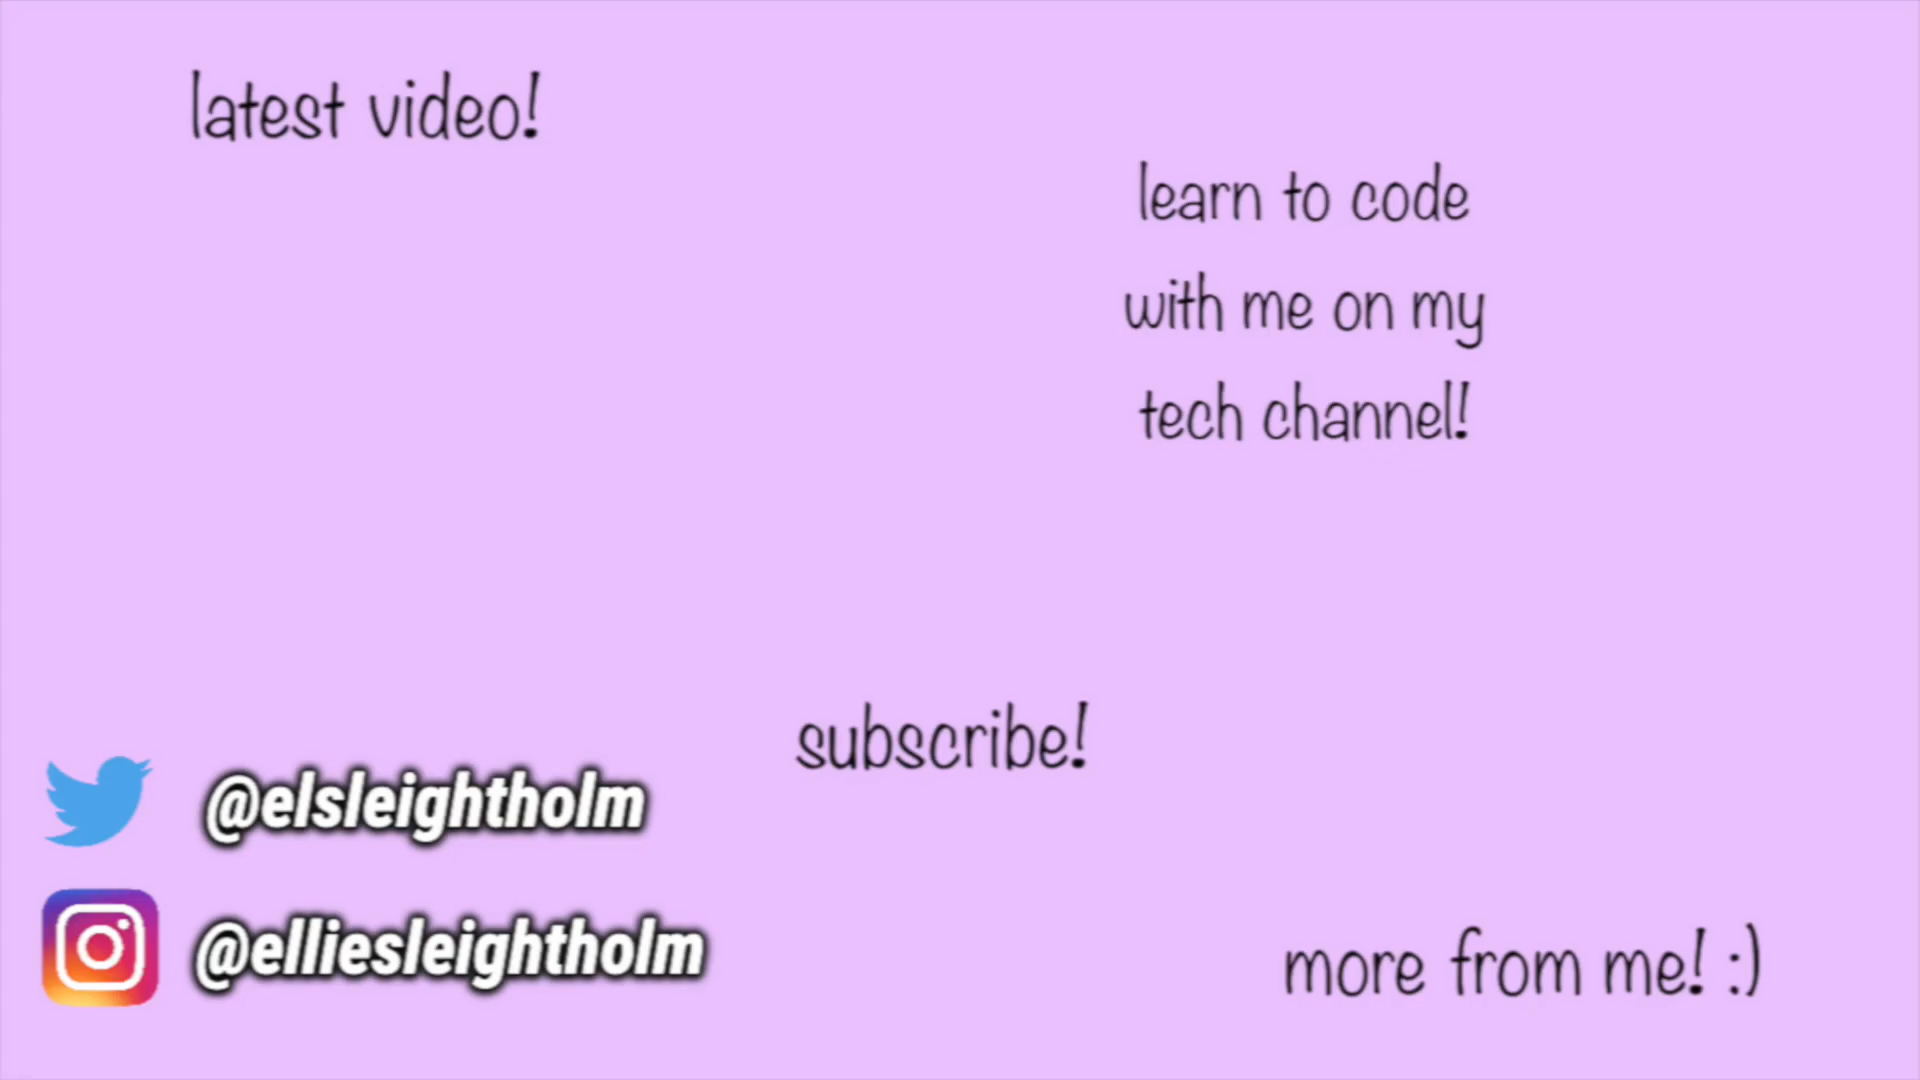 latest video!
learn to code
with me on my
tech channel!
subscribe!
@elsleightholm
@elliesleightholm
more from me! :)